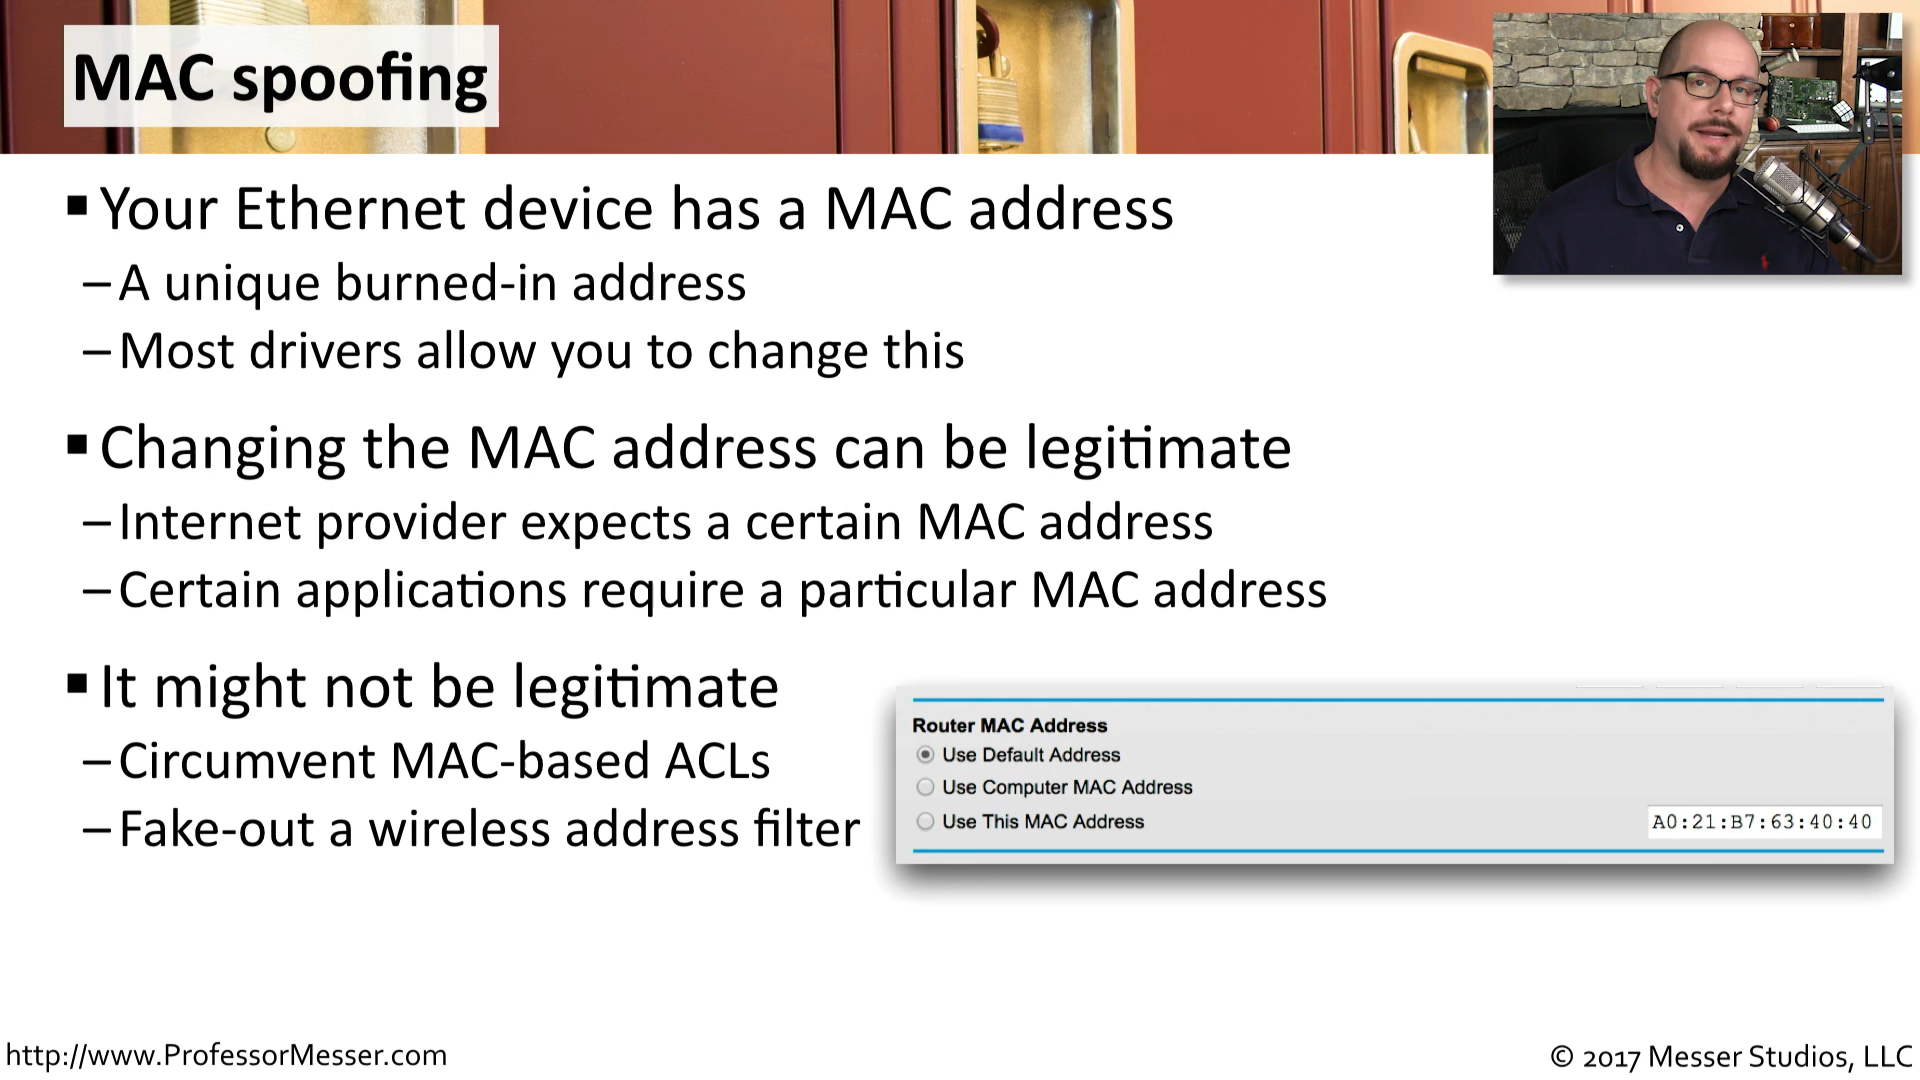 MAC spoofing
▪ Your Ethernet device has a MAC address
– A unique burned-in address
– Most drivers allow you to change this
▪ Changing the MAC address can be legitimate
– Internet provider expects a certain MAC address
– Certain applications require a particular MAC address
▪ It might not be legitimate
– Circumvent MAC-based ACLs
– Fake-out a wireless address filter
Router MAC Address
Use Default Address
Use Computer MAC Address
Use This MAC Address A0:21:B7:63:40:40
http://www.ProfessorMesser.com
© 2017 Messer Studios, LLC